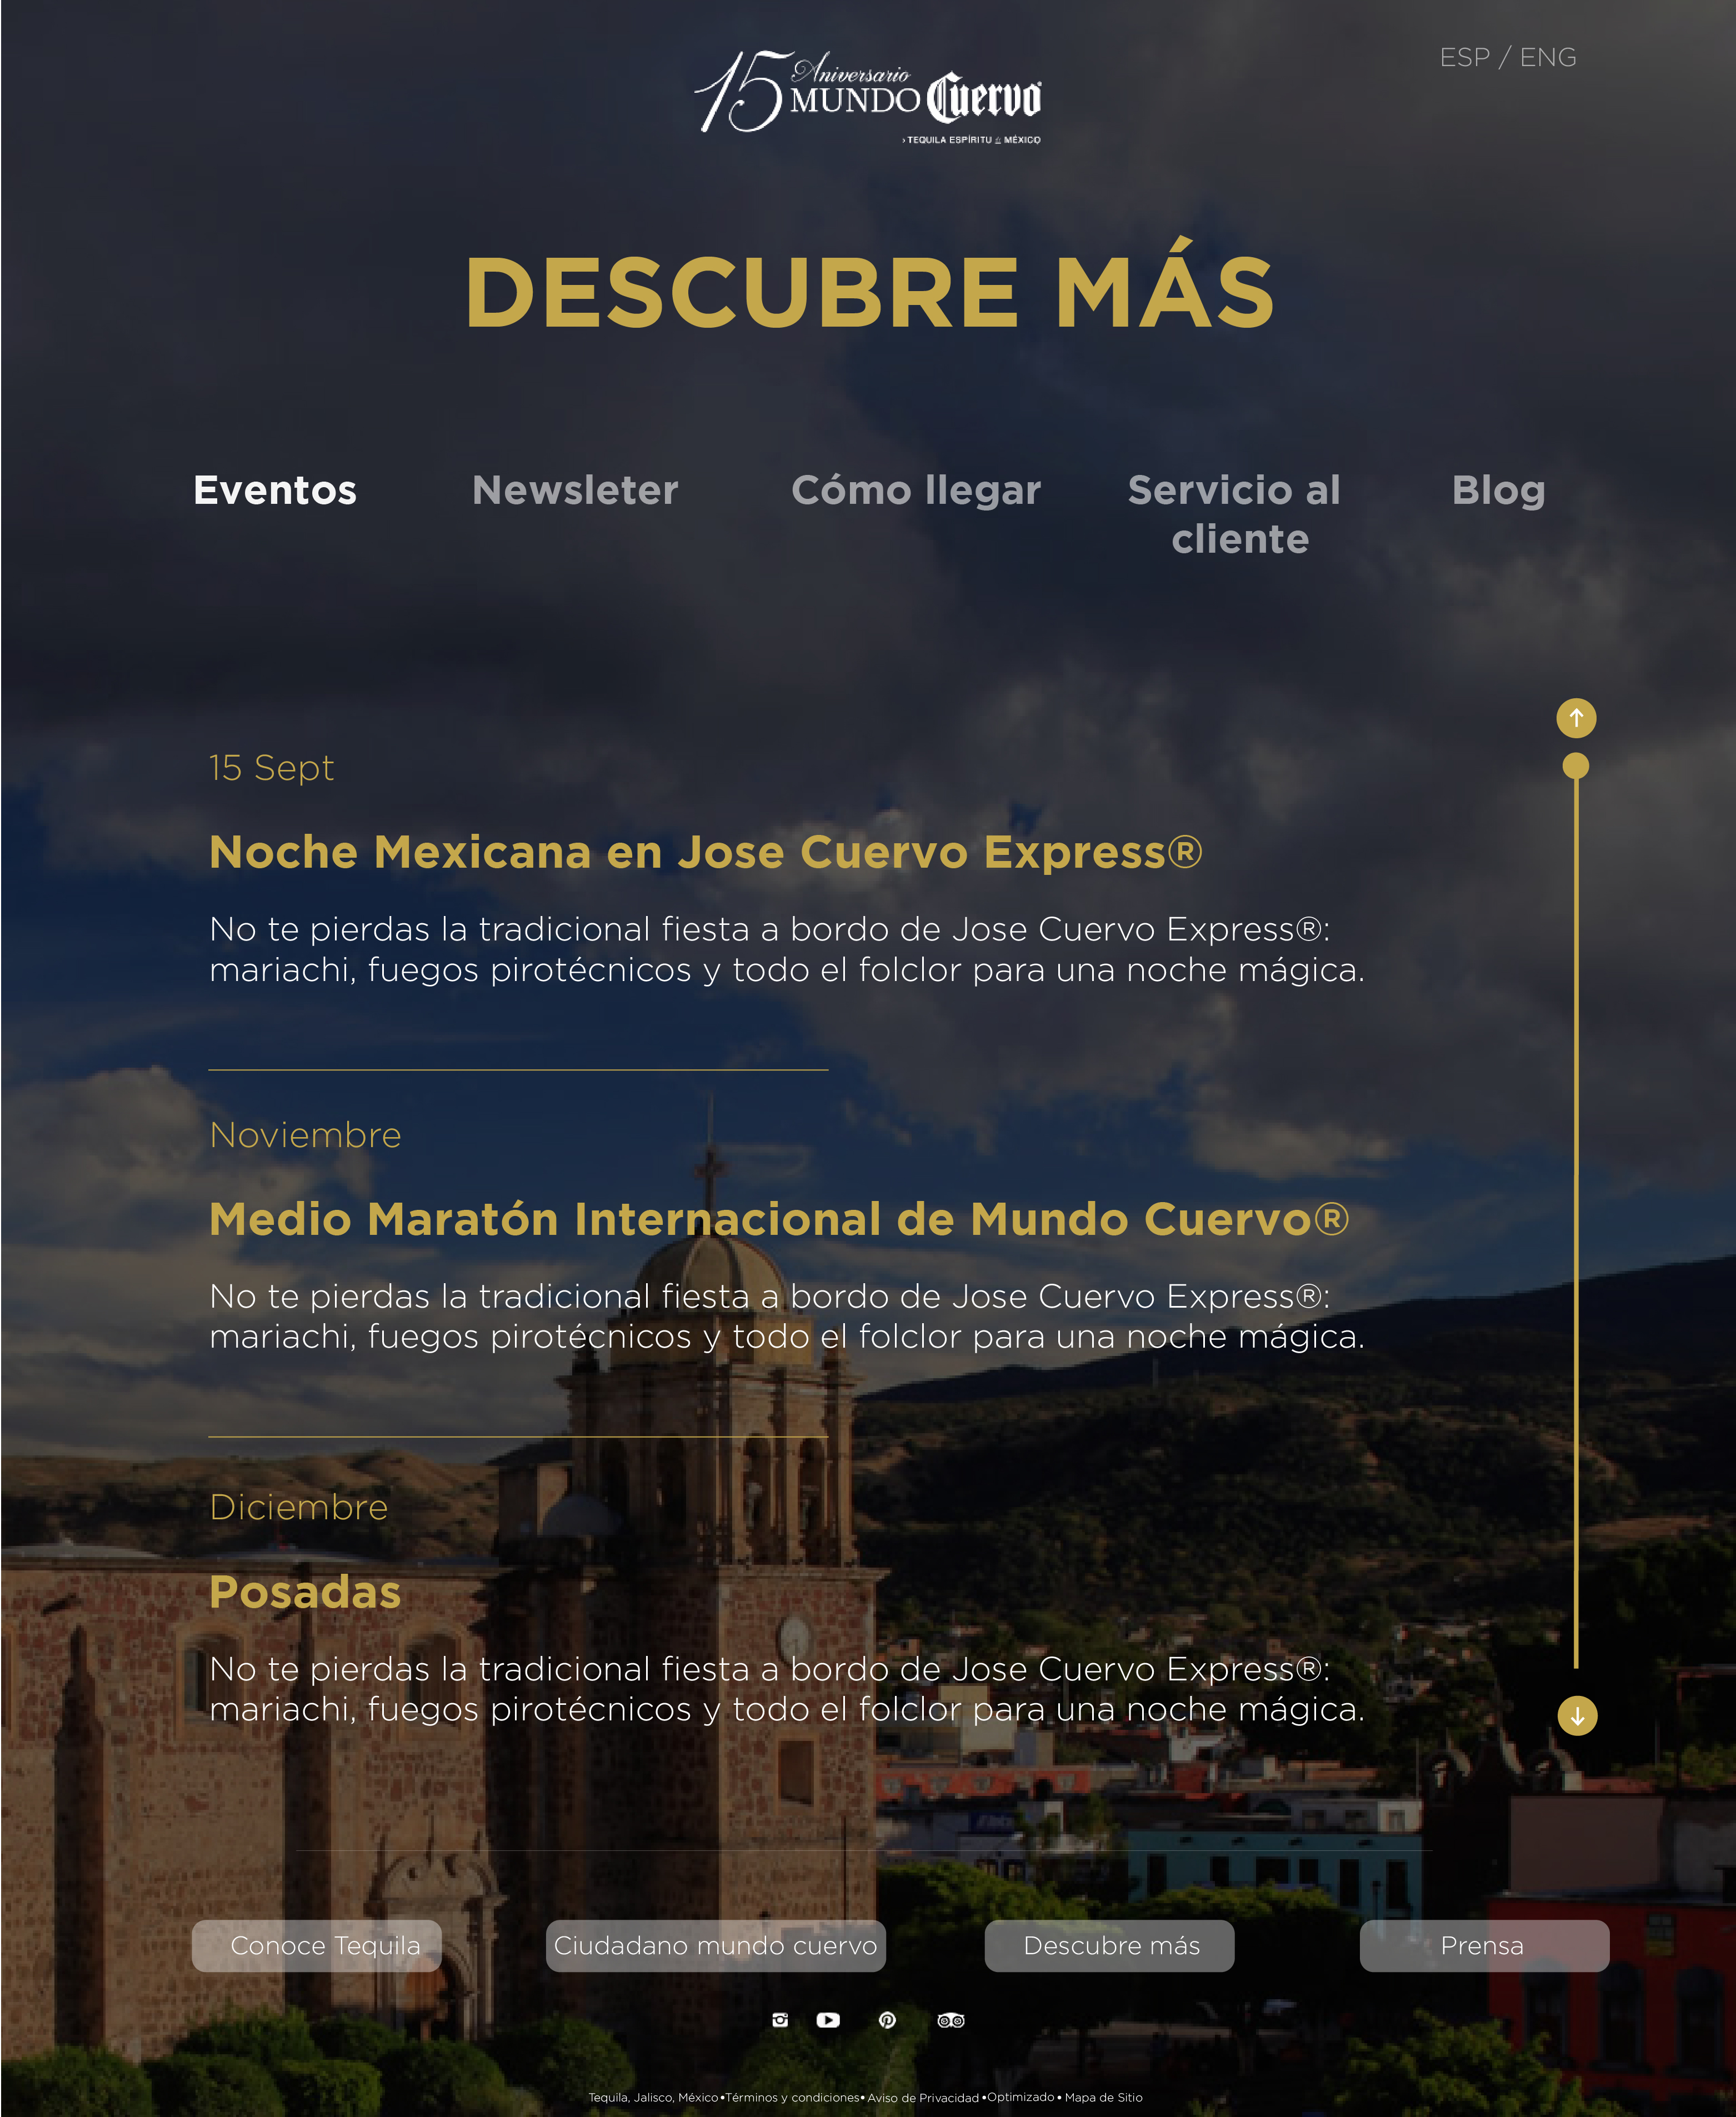 15 Aniversario
MUNDO Cuervo
TEQUILA ESPÍRITU de MÉXICO
ESP / ENG
DESCUBRE MÁS
Eventos
Newsleter
Cómo llegar
Servicio al
cliente
Blog
15 Sept
Noche Mexicana en Jose Cuervo Express®
No te pierdas la tradicional fiesta a bordo de Jose Cuervo Express®:
mariachi, fuegos pirotécnicos y todo el folclor para una noche mágica.
Noviembre
Medio Maratón Internacional de Mundo Cuervo®
No te pierdas la tradicional fiesta a bordo de Jose Cuervo Express®:
mariachi, fuegos pirotécnicos y todo el folclor para una noche mágica.
Diciembre
Posadas
No te pierdas la tradicional fiesta a bordo de Jose Cuervo Express®:
mariachi, fuegos pirotécnicos y todo el folclor para una noche mágica.
Conoce Tequila
Ciudadano mundo cuervo
Descubre más
Prensa
Tequila, Jalisco, México•Términos y condiciones• Aviso de Privacidad •Optimizado • Mapa de Sitio